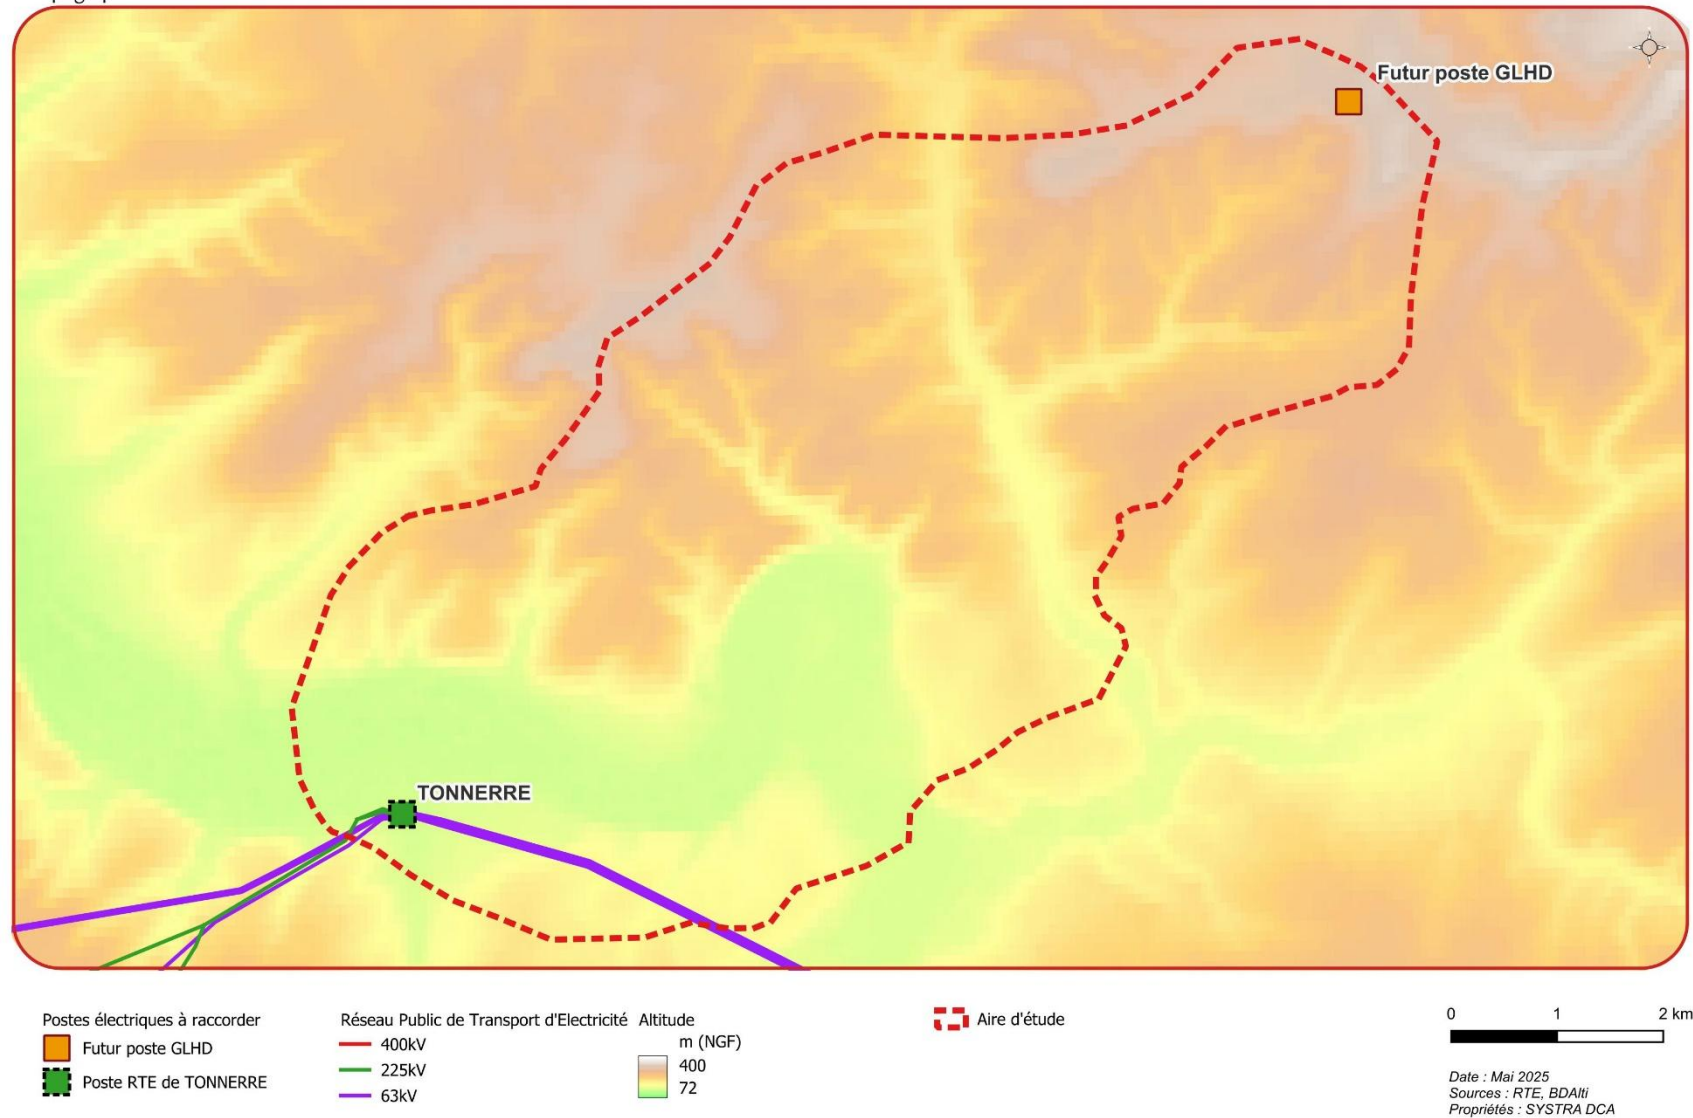 Futur poste GLHD
TONNERRE
Postes électriques à raccorder
Futur poste GLHD
Poste RTE de TONNERRE
Réseau Public de Transport d'Electricité
400kV
225kV
63kV
Altitude
m (NGF)
400
72
Aire d'étude
0 1 2 km
Date : Mai 2025
Sources : RTE, BDAlti
Propriétés : SYSTRA DCA